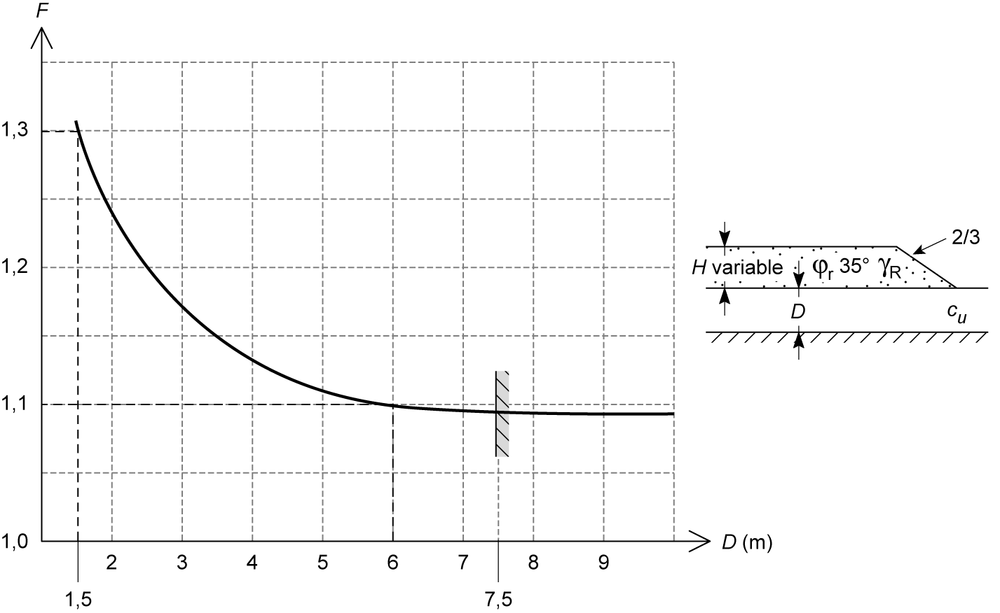 F
1,3
1,2
1,1
1,0
2 3 4 5 6 7 8 9
D (m)
1,5 7,5
2/3
H variable φr 35° γR
D cu